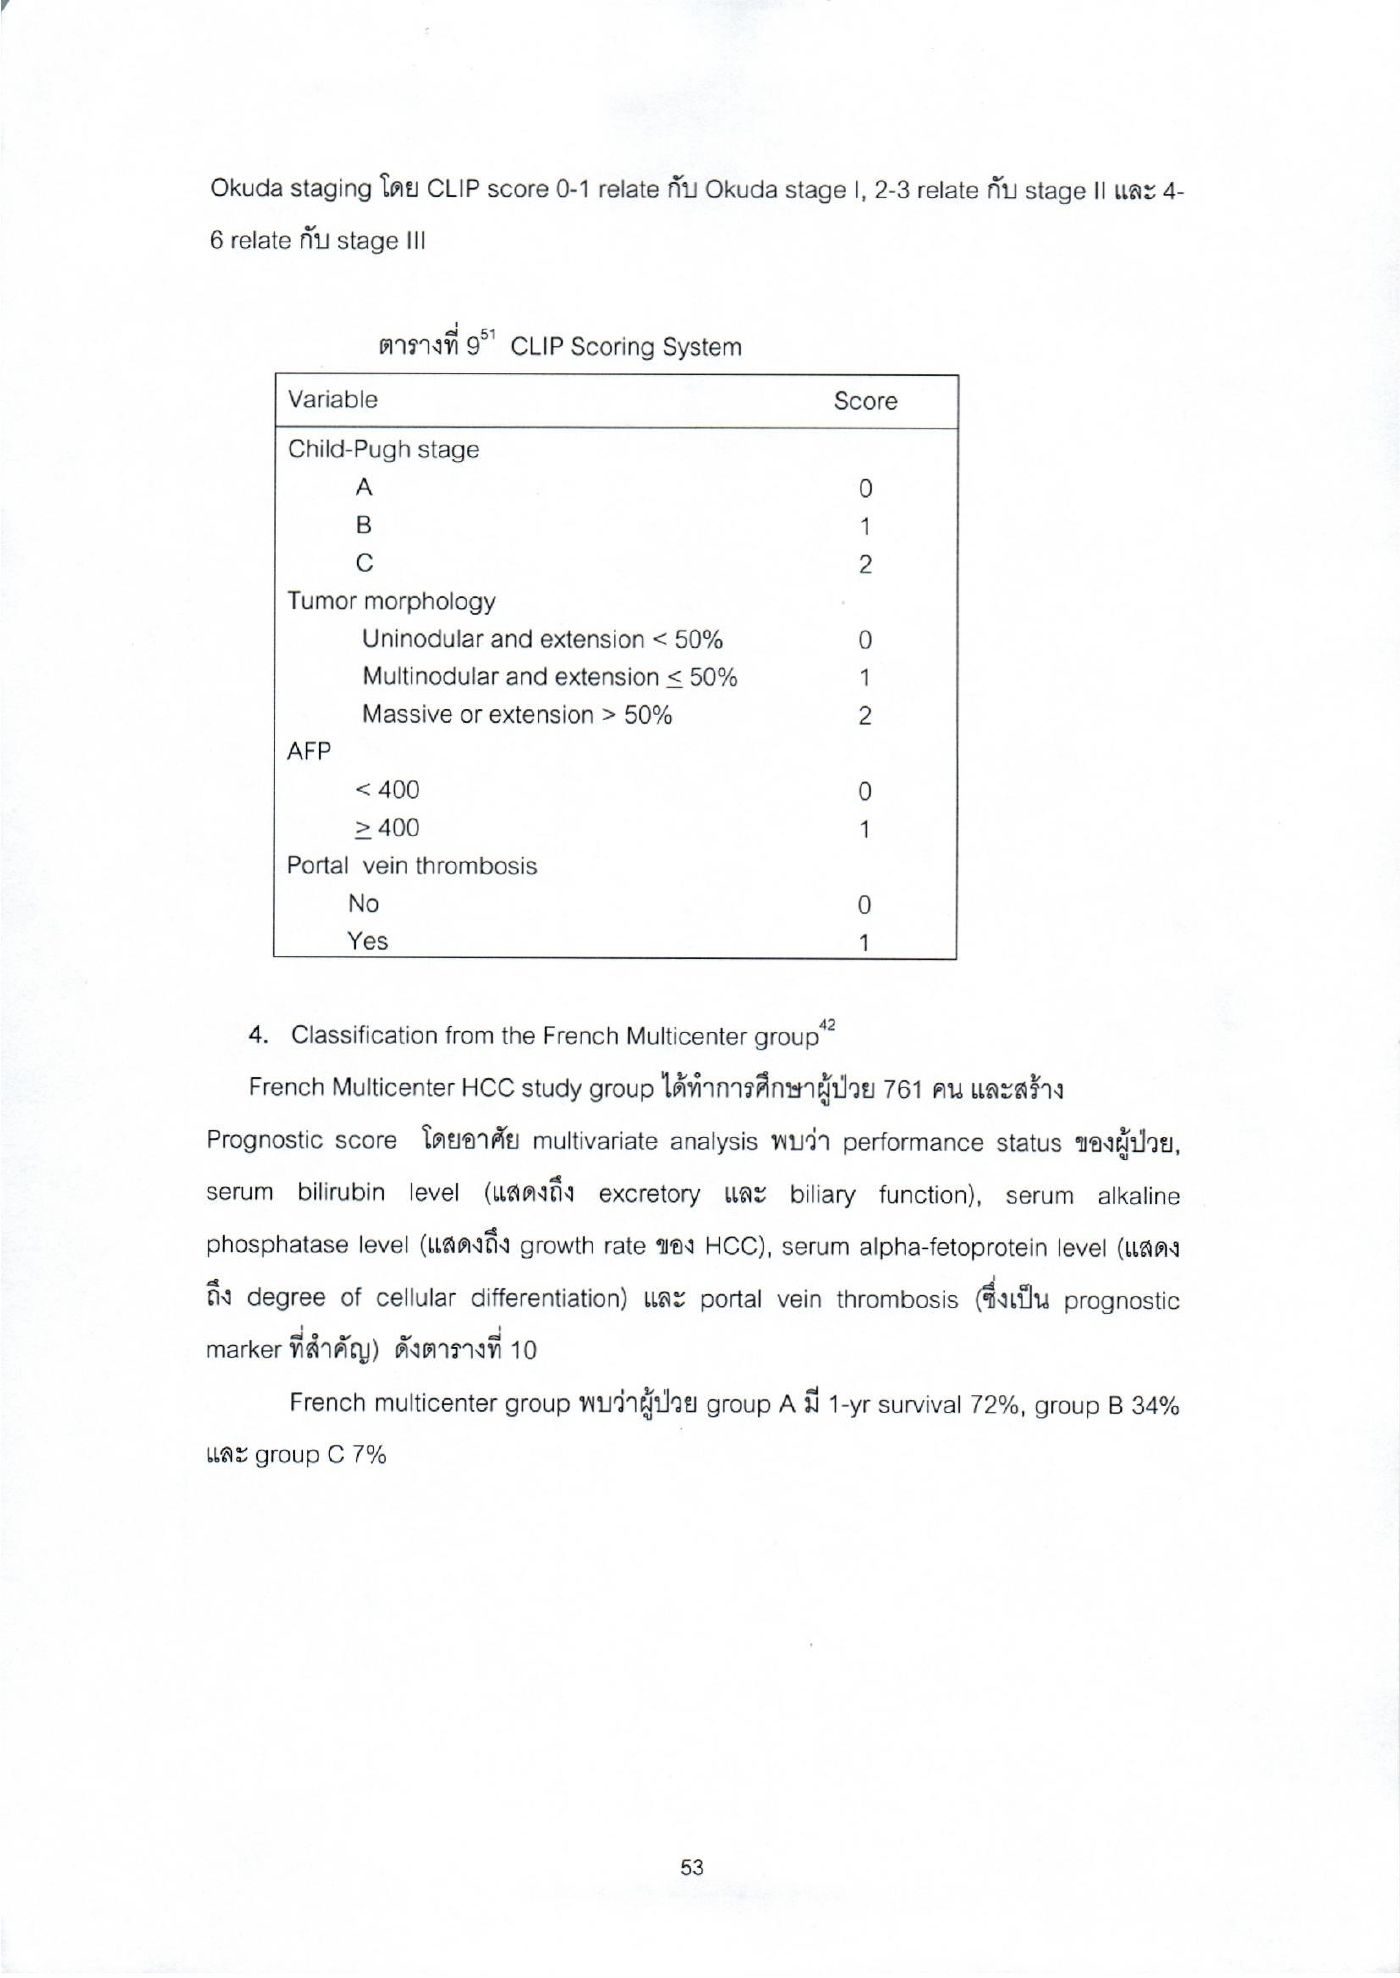 Okuda staging โดย CLIP score 0-1 relate กับ Okuda stage I, 2-3 relate กับ stage II และ 4-
6 relate กับ stage III
ตารางที่ 9⁵¹ CLIP Scoring System
Variable Score
Child-Pugh stage
A 0
B 1
C 2
Tumor morphology
Uninodular and extension < 50% 0
Multinodular and extension ≤ 50% 1
Massive or extension > 50% 2
AFP
< 400 0
≥ 400 1
Portal vein thrombosis
No 0
Yes 1
4. Classification from the French Multicenter group⁴²
French Multicenter HCC study group ได้ทำการศึกษาผู้ป่วย 761 คน และสร้าง
Prognostic score โดยอาศัย multivariate analysis พบว่า performance status ของผู้ป่วย,
serum bilirubin level (แสดงถึง excretory และ biliary function), serum alkaline
phosphatase level (แสดงถึง growth rate ของ HCC), serum alpha-fetoprotein level (แสดง
ถึง degree of cellular differentiation) และ portal vein thrombosis (ซึ่งเป็น prognostic
marker ที่สำคัญ) ดังตารางที่ 10
French multicenter group พบว่าผู้ป่วย group A มี 1-yr survival 72%, group B 34%
และ group C 7%
53